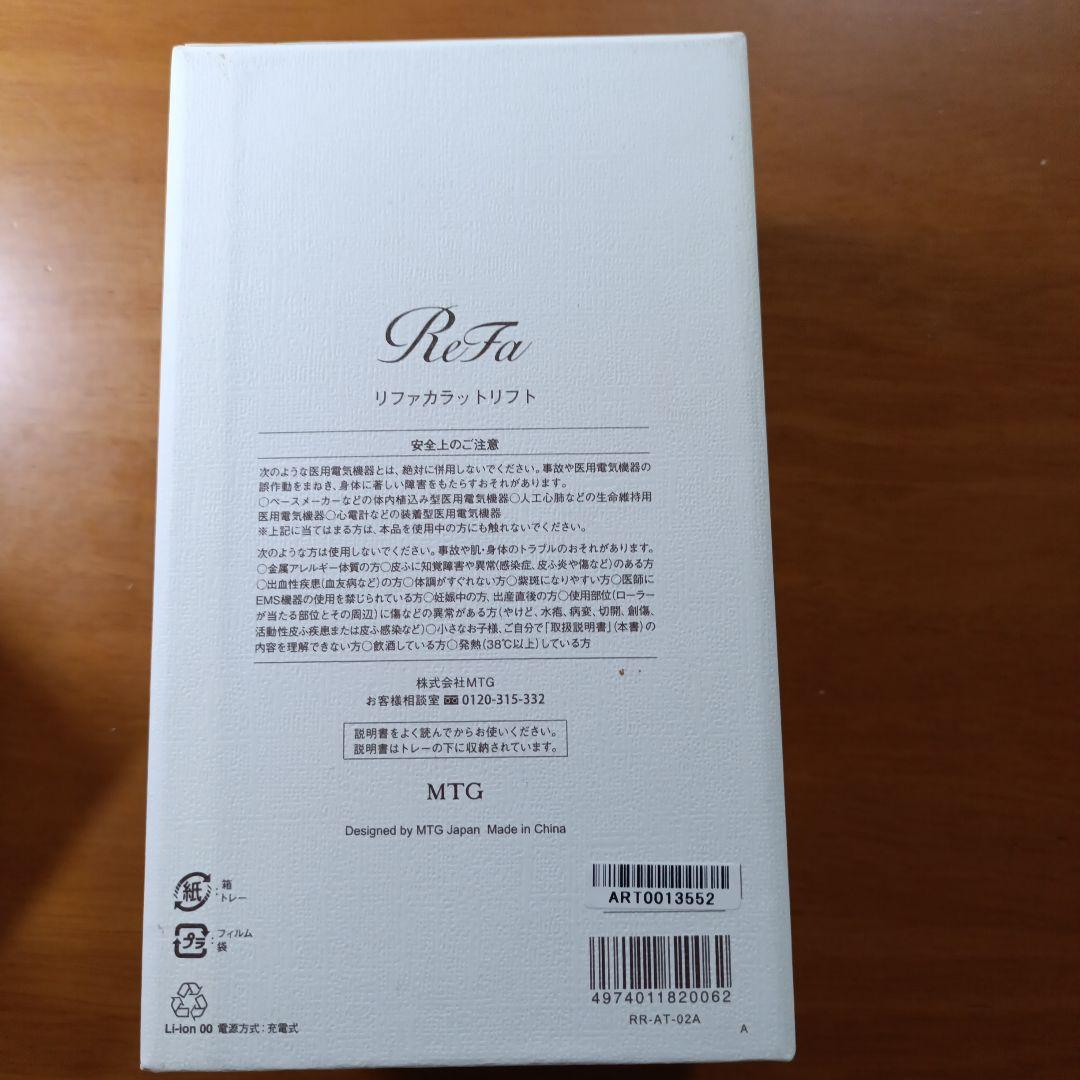 ReFa
リファカラットリフト
安全上のご注意
次のような医用電気機器とは、絶対に併用しないでください。事故や医用電気機器の
誤作動をまねき、身体に著しい障害をもたらすおそれがあります。
○ペースメーカーなどの体内植込み型医用電気機器○人工心肺などの生命維持用
医用電気機器○心電計などの装着型医用電気機器
※上記に当てはまる方は、本品を使用中の方にも触れないでください。
次のような方は使用しないでください。事故や肌・身体のトラブルのおそれがあります。
○金属アレルギー体質の方○皮ふに知覚障害や異常(感染症、皮ふ炎や傷など)のある方
○出血性疾患(血友病など)の方○体調がすぐれない方○紫斑になりやすい方○医師に
EMS機器の使用を禁じられている方○妊娠中の方、出産直後の方○使用部位(ローラー
が当たる部位とその周辺)に傷などの異常がある方(やけど、水疱、病変、切開、創傷、
活動性皮ふ疾患または皮ふ感染など)○小さなお子様、ご自分で「取扱説明書」(本書)の
内容を理解できない方○飲酒している方○発熱(38℃以上)している方
株式会社MTG
お客様相談室 0120-315-332
説明書をよく読んでからお使いください。
説明書はトレーの下に収納されています。
MTG
Designed by MTG Japan Made in China
紙 : 箱
トレー
プラ : フィルム
袋
Li-ion 00 電源方式:充電式
ART0013552
4974011820062
RR-AT-02A
A